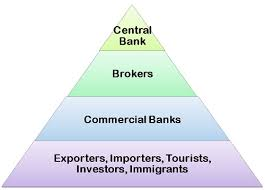 Central
Bank
Brokers
Commercial Banks
Exporters, Importers, Tourists,
Investors, Immigrants